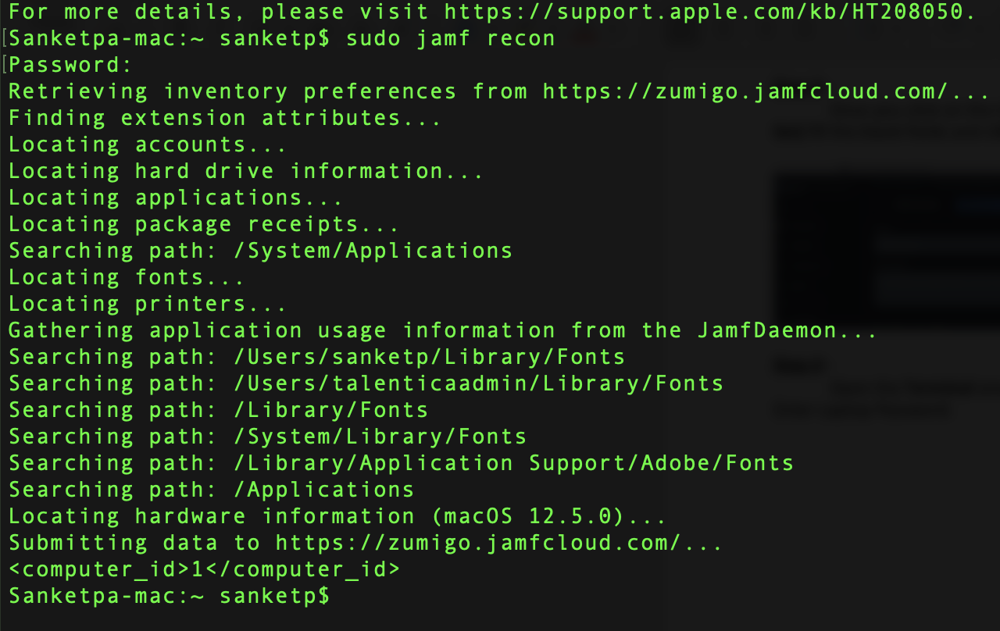 For more details, please visit https://support.apple.com/kb/HT208050.
[Sanketpa-mac:~ sanketp$ sudo jamf recon
[Password:
Retrieving inventory preferences from https://zumigo.jamfcloud.com/...
Finding extension attributes...
Locating accounts...
Locating hard drive information...
Locating applications...
Locating package receipts...
Searching path: /System/Applications
Locating fonts...
Locating printers...
Gathering application usage information from the JamfDaemon...
Searching path: /Users/sanketp/Library/Fonts
Searching path: /Users/talenticaadmin/Library/Fonts
Searching path: /Library/Fonts
Searching path: /System/Library/Fonts
Searching path: /Library/Application Support/Adobe/Fonts
Searching path: /Applications
Locating hardware information (macOS 12.5.0)...
Submitting data to https://zumigo.jamfcloud.com/...
<computer_id>1</computer_id>
Sanketpa-mac:~ sanketp$